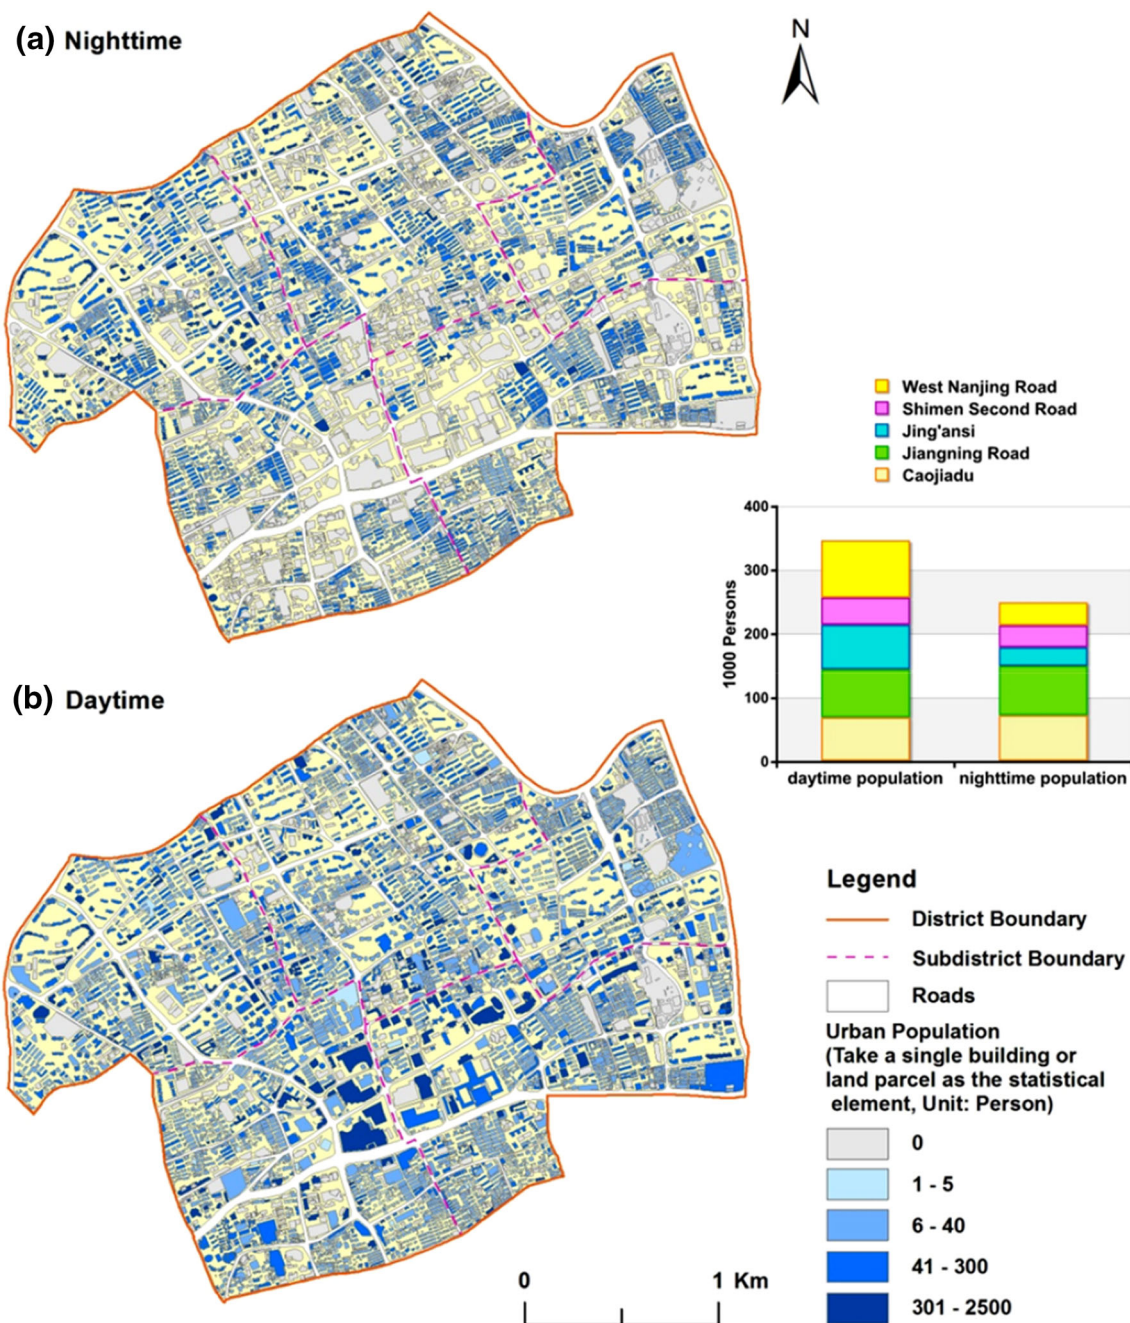 (a) Nighttime
N
West Nanjing Road
Shimen Second Road
Jing'ansi
Jiangning Road
Caojiadu
400
300
200
100
0
1000 Persons
daytime population
nighttime population
(b) Daytime
Legend
District Boundary
Subdistrict Boundary
Roads
Urban Population
(Take a single building or
land parcel as the statistical
element, Unit: Person)
0
1 - 5
6 - 40
41 - 300
301 - 2500
0 1 Km